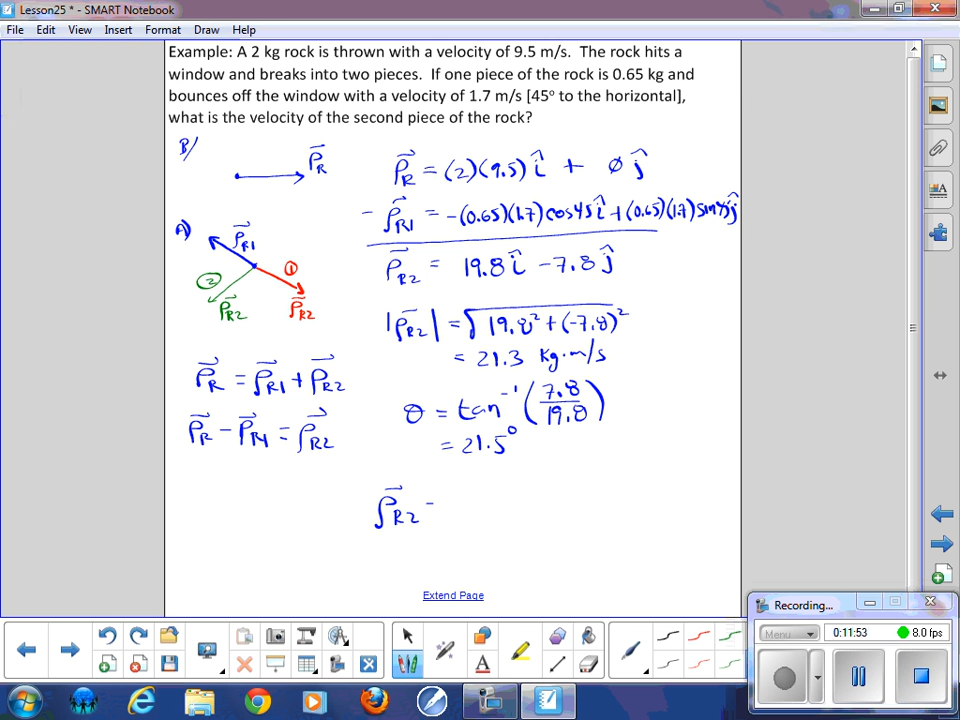 Lesson25 * - SMART Notebook
File Edit View Insert Format Draw Help
Example: A 2 kg rock is thrown with a velocity of 9.5 m/s. The rock hits a
window and breaks into two pieces. If one piece of the rock is 0.65 kg and
bounces off the window with a velocity of 1.7 m/s [45° to the horizontal],
what is the velocity of the second piece of the rock?
B/
P⃗R
P⃗R = (2)(9.5) î + 0 ĵ
- P⃗R1 = -(0.65)(1.7)cos45 î + (0.65)(1.7) sin45 ĵ
P⃗R2 = 19.8 î - 7.8 ĵ
A)
P⃗R1
①
②
P⃗R2
P⃗R2
|P⃗R2| = √19.8² + (-7.8)²
= 21.3 kg·m/s
P⃗R = P⃗R1 + P⃗R2
P⃗R - P⃗R1 = P⃗R2
θ = tan⁻¹ (7.8/19.8)
= 21.5°
P⃗R2 -
Extend Page
Recording...
Menu
0:11:53
8.0 fps
A